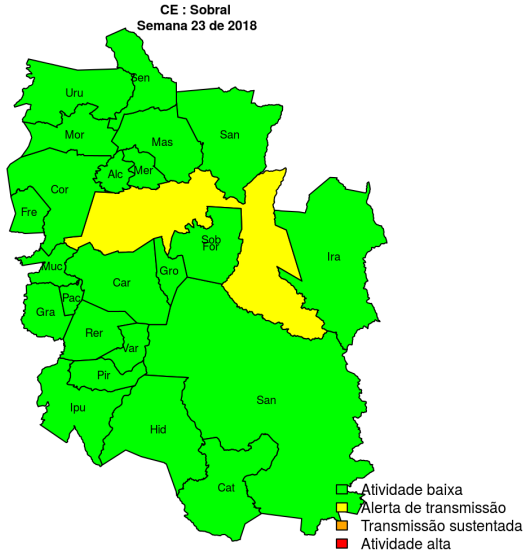 CE : Sobral
Semana 23 de 2018
Sen
Uru
Mor
Mas
San
Alc
Mer
Cor
Fre
Sob
For
Ira
Muc
Gro
Car
Pac
Gra
Rer
Var
Pir
San
Ipu
Hid
Cat
Atividade baixa
Alerta de transmissão
Transmissão sustentada
Atividade alta